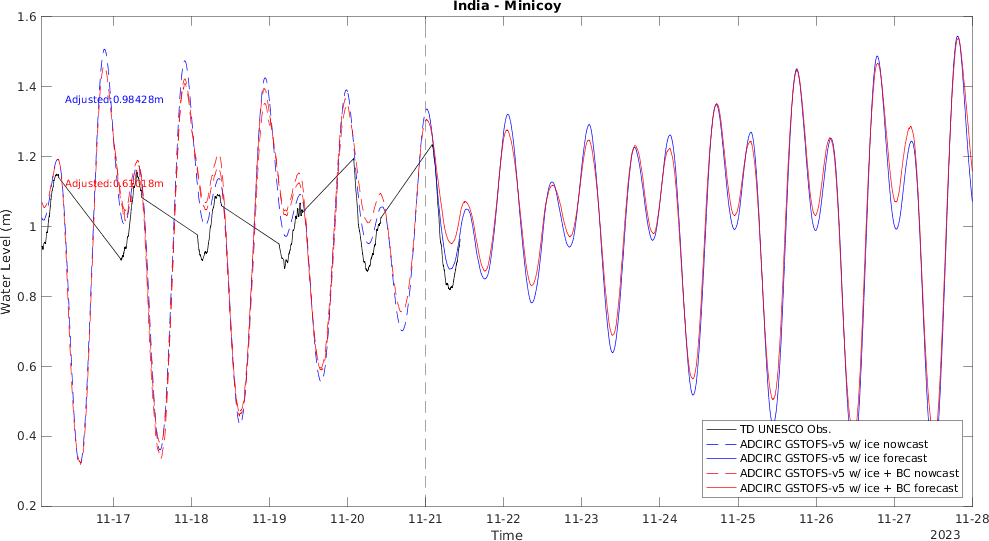 India - Minicoy
1.6
1.4
1.2
1
0.8
0.6
0.4
0.2
Water Level (m)
Adjusted:0.98428m
TD UNESCO Obs.
ADCIRC GSTOFS-v5 w/ ice nowcast
ADCIRC GSTOFS-v5 w/ ice forecast
ADCIRC GSTOFS-v5 w/ ice + BC nowcast
ADCIRC GSTOFS-v5 w/ ice + BC forecast
11-17
11-18
11-19
11-20
11-21
11-22
11-23
11-24
11-25
11-26
11-27
11-28
Time
2023